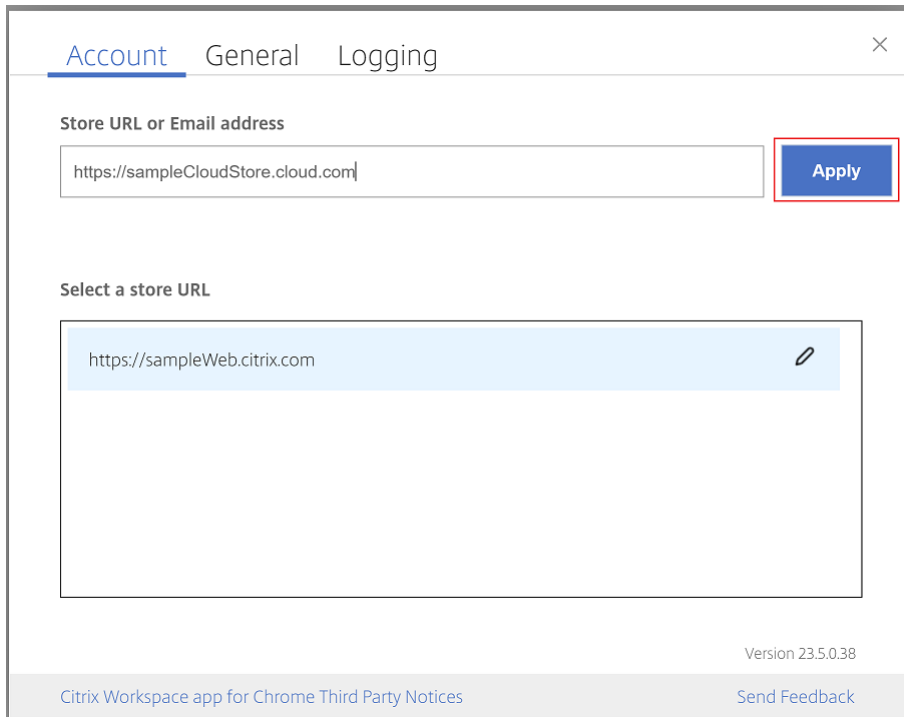 Account General Logging
Store URL or Email address
https://sampleCloudStore.cloud.com
Apply
Select a store URL
https://sampleWeb.citrix.com
Version 23.5.0.38
Citrix Workspace app for Chrome Third Party Notices
Send Feedback